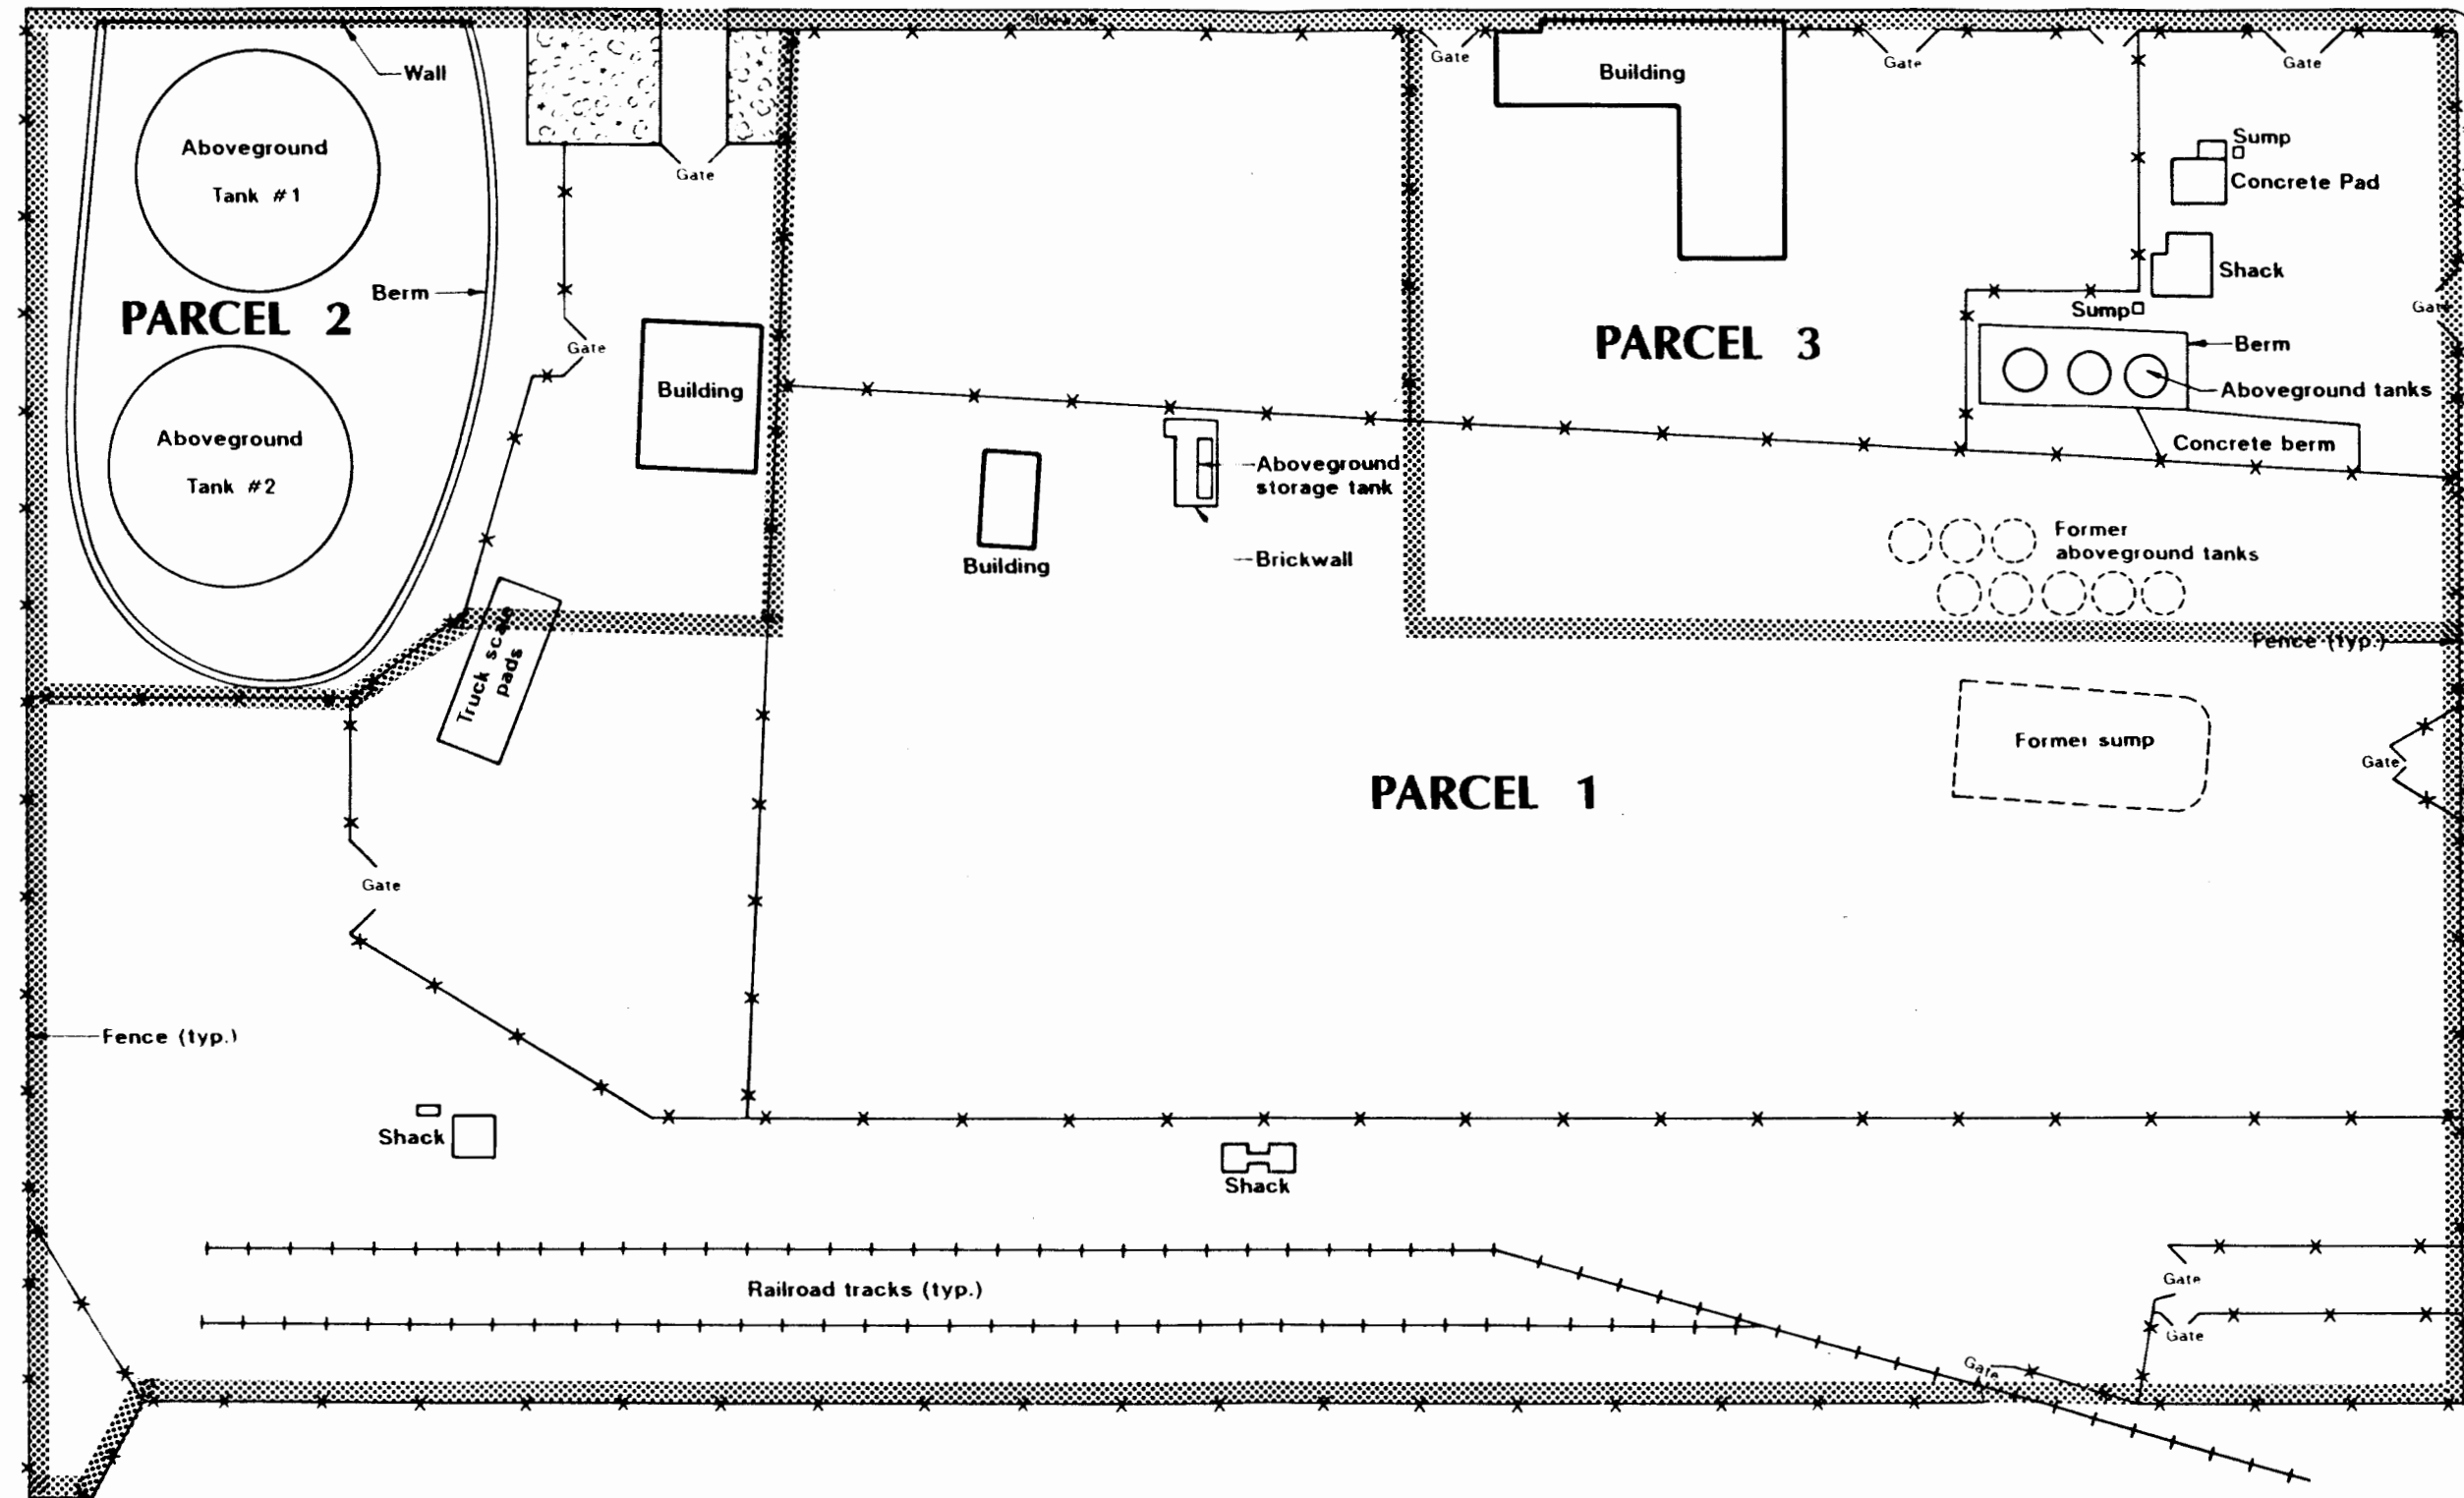 Wall
Aboveground
Tank #1
Gate
Berm
PARCEL 2
Gate
Building
Aboveground
Tank #2
Truck scale
pads
Gate
Building
Gate
Gate
Sump
Concrete Pad
Shack
Gate
Sump
PARCEL 3
Berm
Aboveground tanks
Concrete berm
Aboveground
storage tank
Building
Brickwall
Former
aboveground tanks
Fence (typ.)
Former sump
Gate
PARCEL 1
Gate
Fence (typ.)
Shack
Shack
Railroad tracks (typ.)
Gate
Gate
Gate